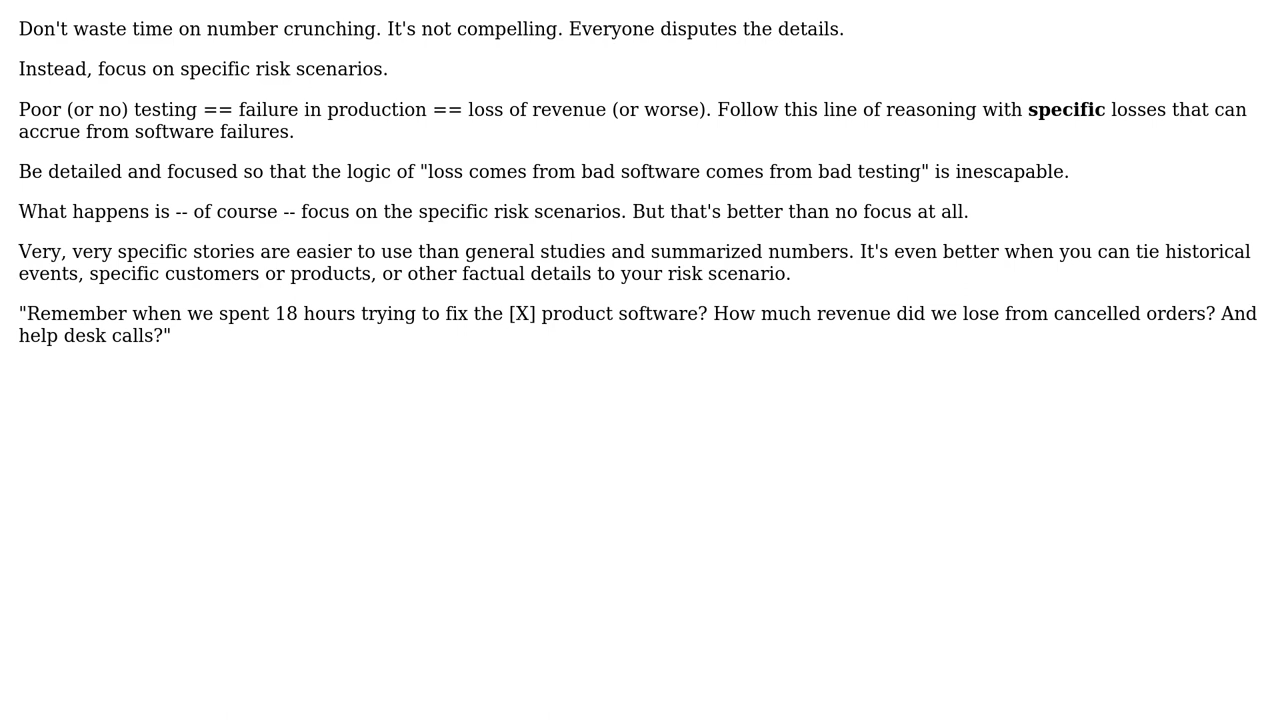 Don't waste time on number crunching. It's not compelling. Everyone disputes the details.
Instead, focus on specific risk scenarios.
Poor (or no) testing == failure in production == loss of revenue (or worse). Follow this line of reasoning with specific losses that can
accrue from software failures.
Be detailed and focused so that the logic of "loss comes from bad software comes from bad testing" is inescapable.
What happens is -- of course -- focus on the specific risk scenarios. But that's better than no focus at all.
Very, very specific stories are easier to use than general studies and summarized numbers. It's even better when you can tie historical
events, specific customers or products, or other factual details to your risk scenario.
"Remember when we spent 18 hours trying to fix the [X] product software? How much revenue did we lose from cancelled orders? And
help desk calls?"